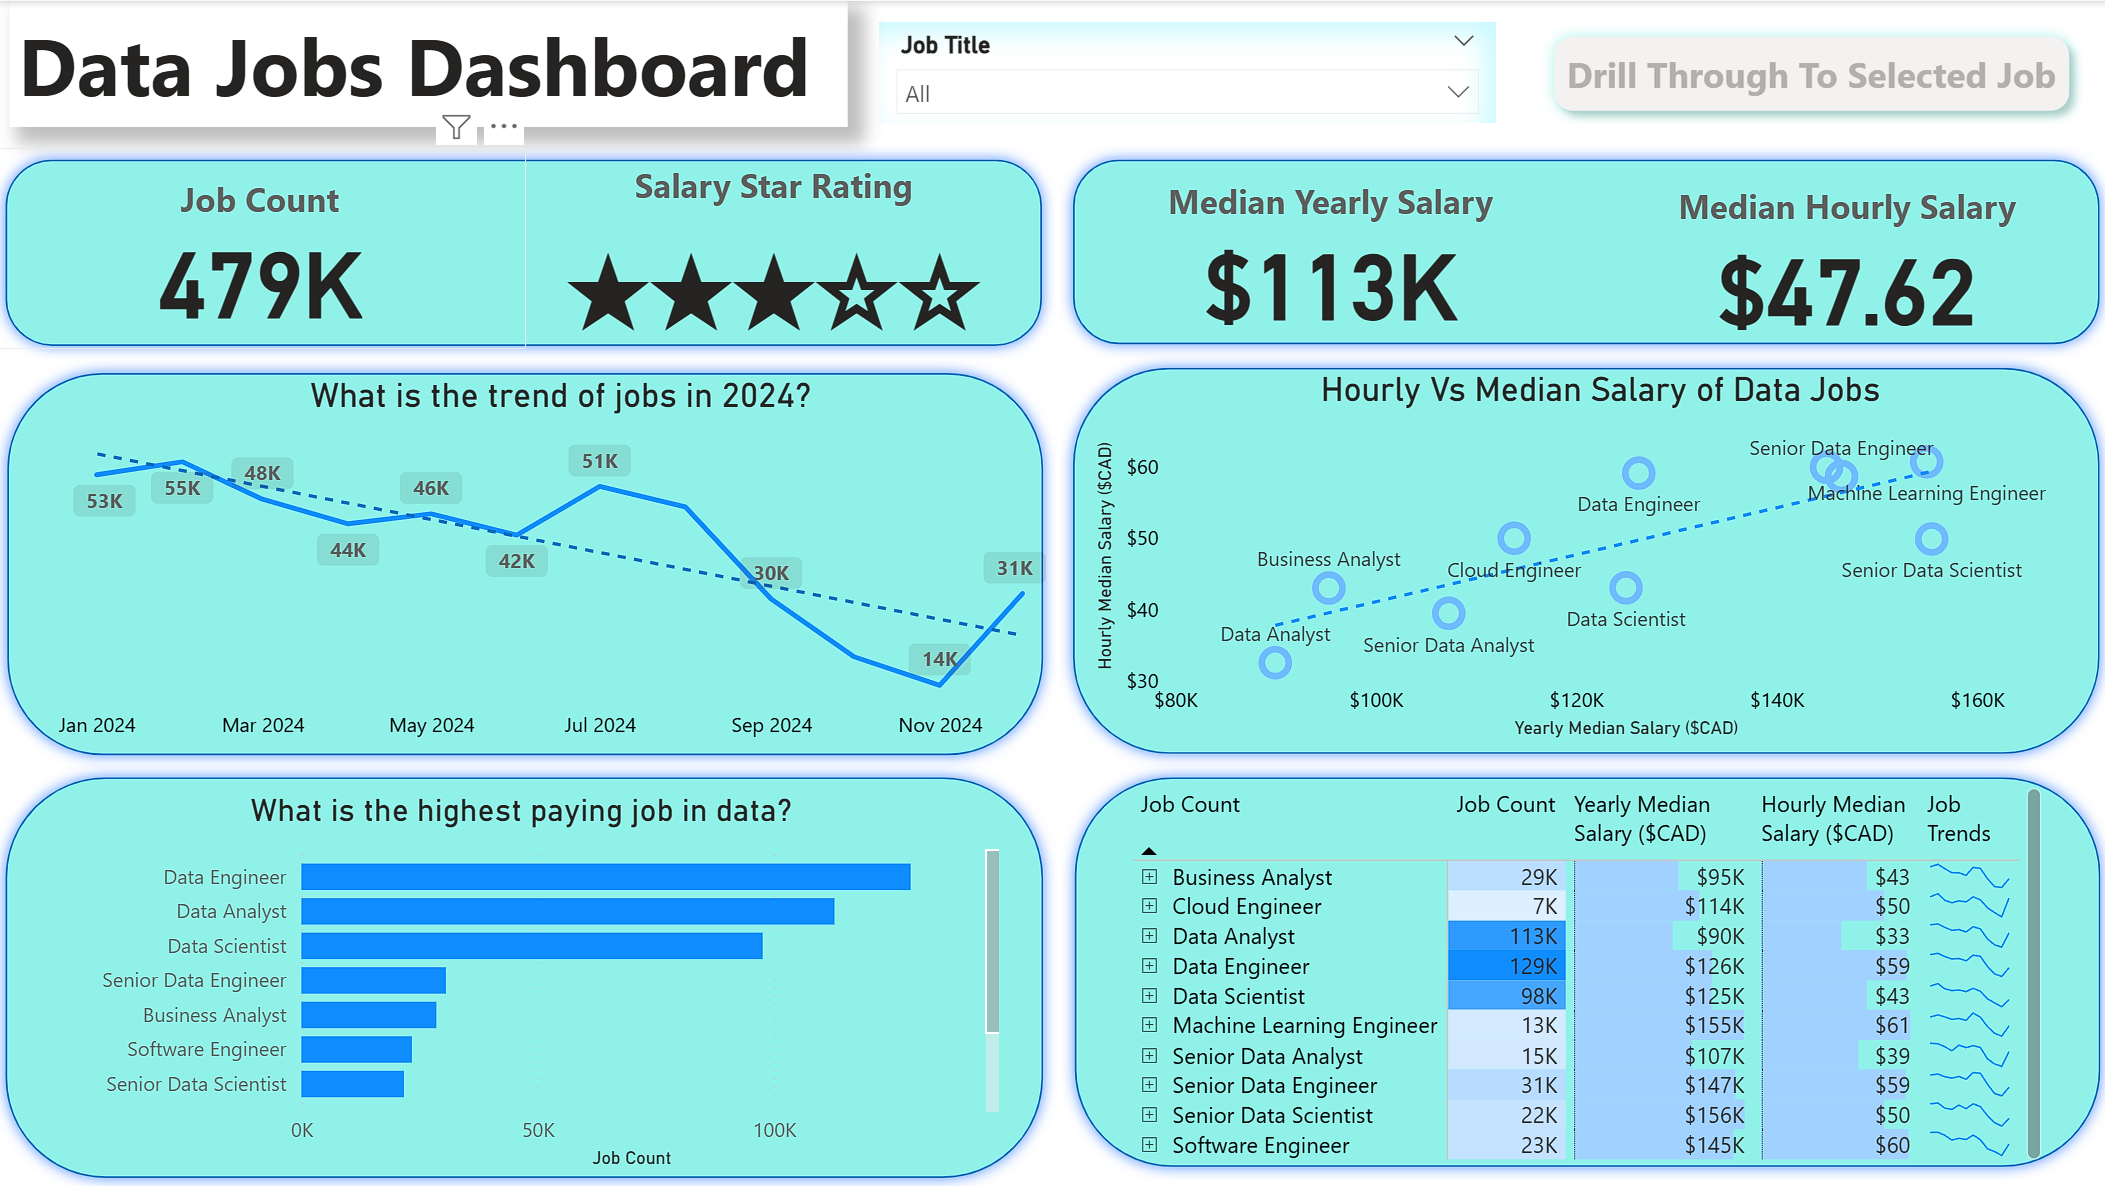 Data Jobs Dashboard
Job Title
All
Drill Through To Selected Job
Job Count
479K
Salary Star Rating
★★★☆☆
Median Yearly Salary
$113K
Median Hourly Salary
$47.62
What is the trend of jobs in 2024?
53K
55K
48K
44K
46K
42K
51K
30K
14K
31K
Jan 2024
Mar 2024
May 2024
Jul 2024
Sep 2024
Nov 2024
Hourly Vs Median Salary of Data Jobs
Hourly Median Salary ($CAD)
$60
$50
$40
$30
Senior Data Engineer
Machine Learning Engineer
Data Engineer
Business Analyst
Cloud Engineer
Senior Data Scientist
Data Scientist
Data Analyst
Senior Data Analyst
$80K
$100K
$120K
$140K
$160K
Yearly Median Salary ($CAD)
What is the highest paying job in data?
Data Engineer
Data Analyst
Data Scientist
Senior Data Engineer
Business Analyst
Software Engineer
Senior Data Scientist
0K
50K
100K
Job Count
Job Count Job Count Yearly Median Hourly Median Job
Salary ($CAD) Salary ($CAD) Trends
Business Analyst 29K $95K $43
Cloud Engineer 7K $114K $50
Data Analyst 113K $90K $33
Data Engineer 129K $126K $59
Data Scientist 98K $125K $43
Machine Learning Engineer 13K $155K $61
Senior Data Analyst 15K $107K $39
Senior Data Engineer 31K $147K $59
Senior Data Scientist 22K $156K $50
Software Engineer 23K $145K $60